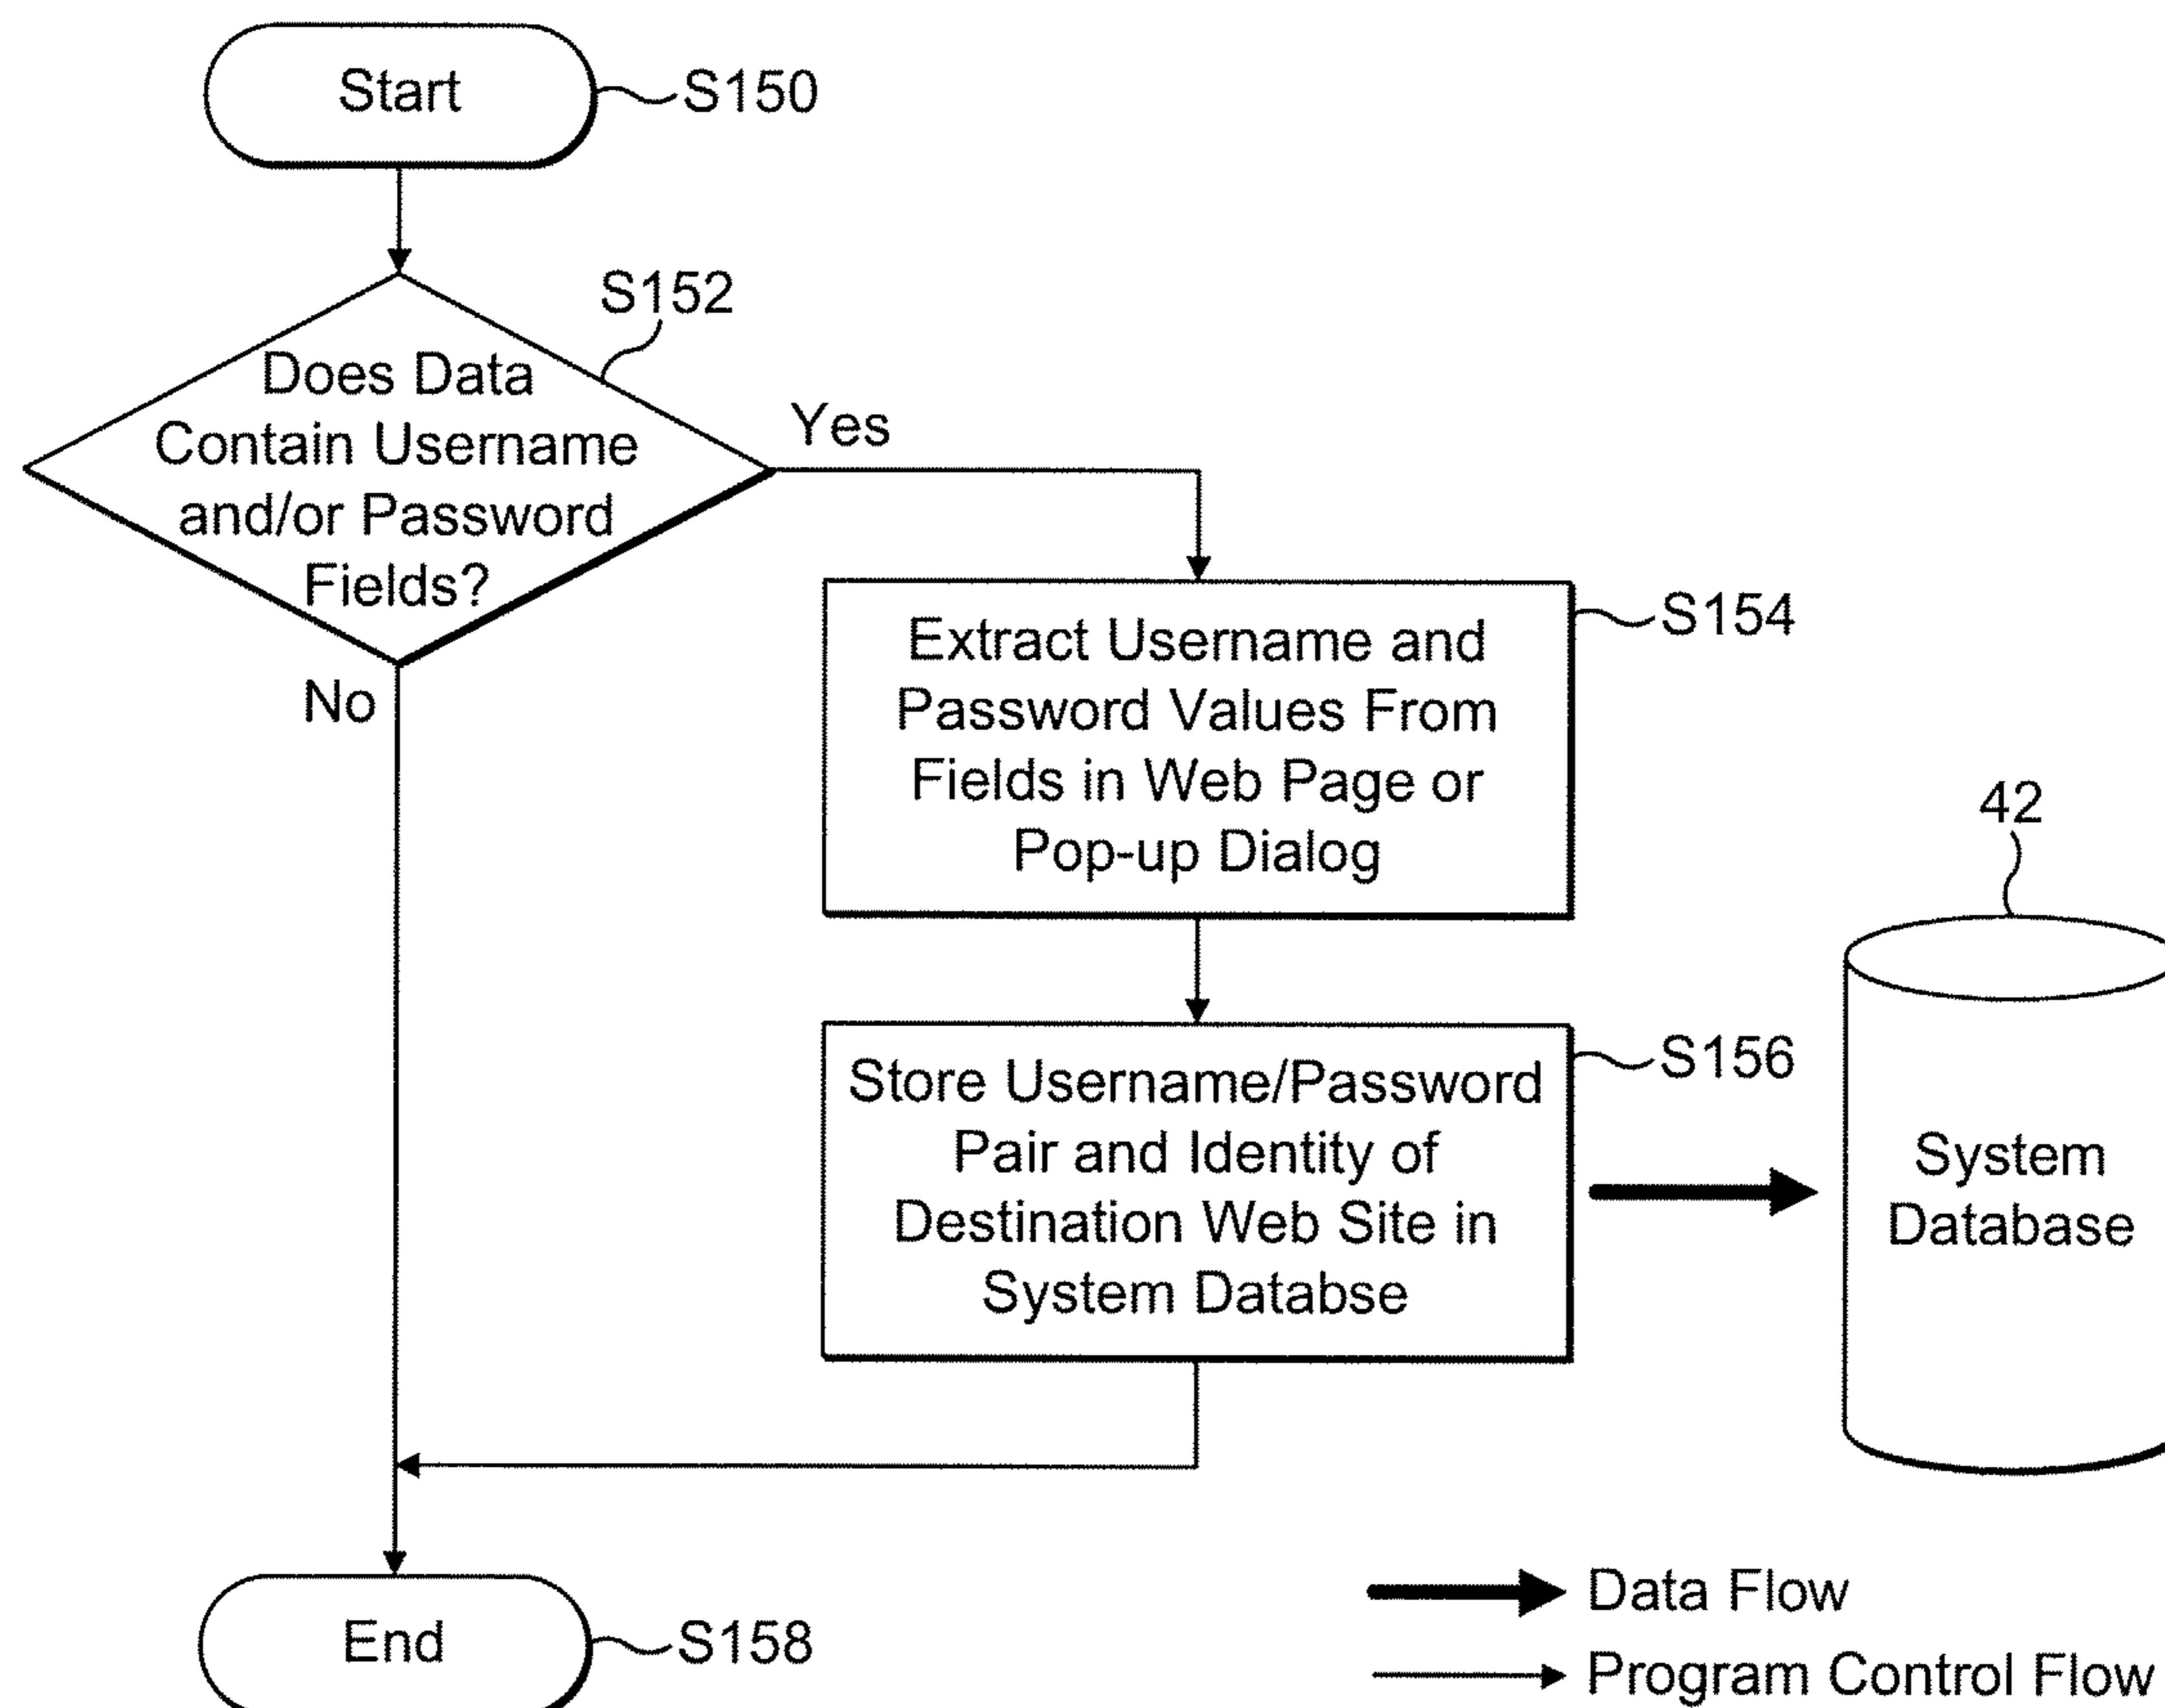 Start
S150
S152
Does Data
Contain Username
and/or Password
Fields?
Yes
No
Extract Username and
Password Values From
Fields in Web Page or
Pop-up Dialog
S154
Store Username/Password
Pair and Identity of
Destination Web Site in
System Databse
S156
42
System
Database
End
S158
Data Flow
Program Control Flow